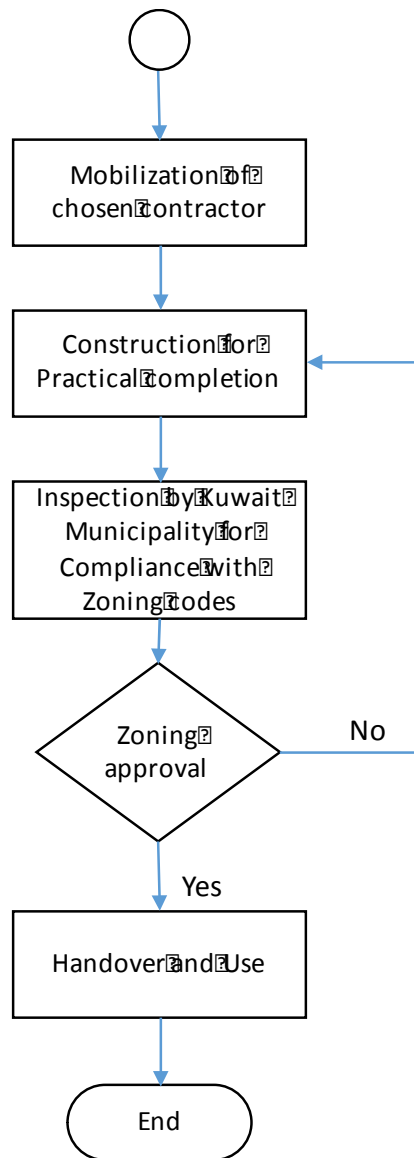 Mobilization of
chosen contractor
Construction for
Practical completion
Inspection by Kuwait
Municipality for
Compliance with
Zoning codes
Zoning
approval
No
Yes
Handover and Use
End